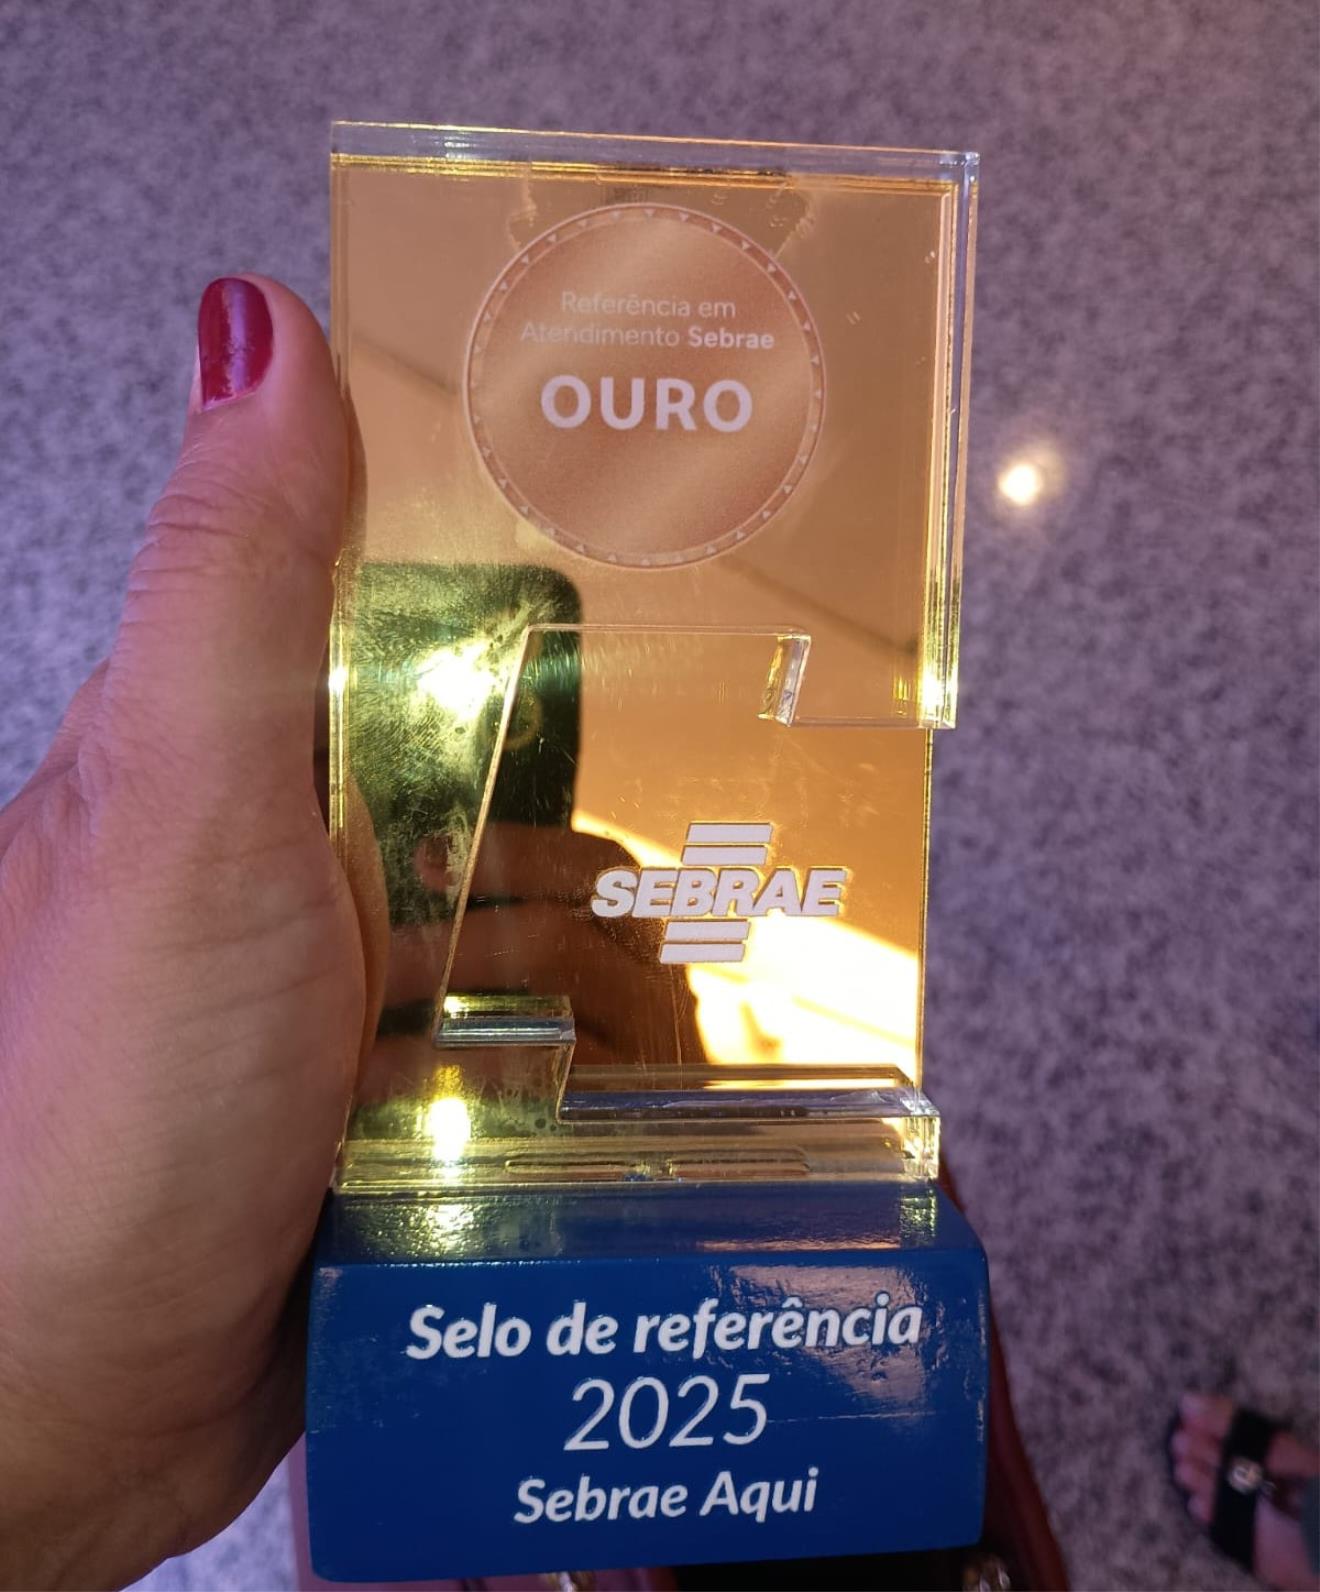 Referência em
Atendimento Sebrae
OURO
SEBRAE
Selo de referência
2025
Sebrae Aqui